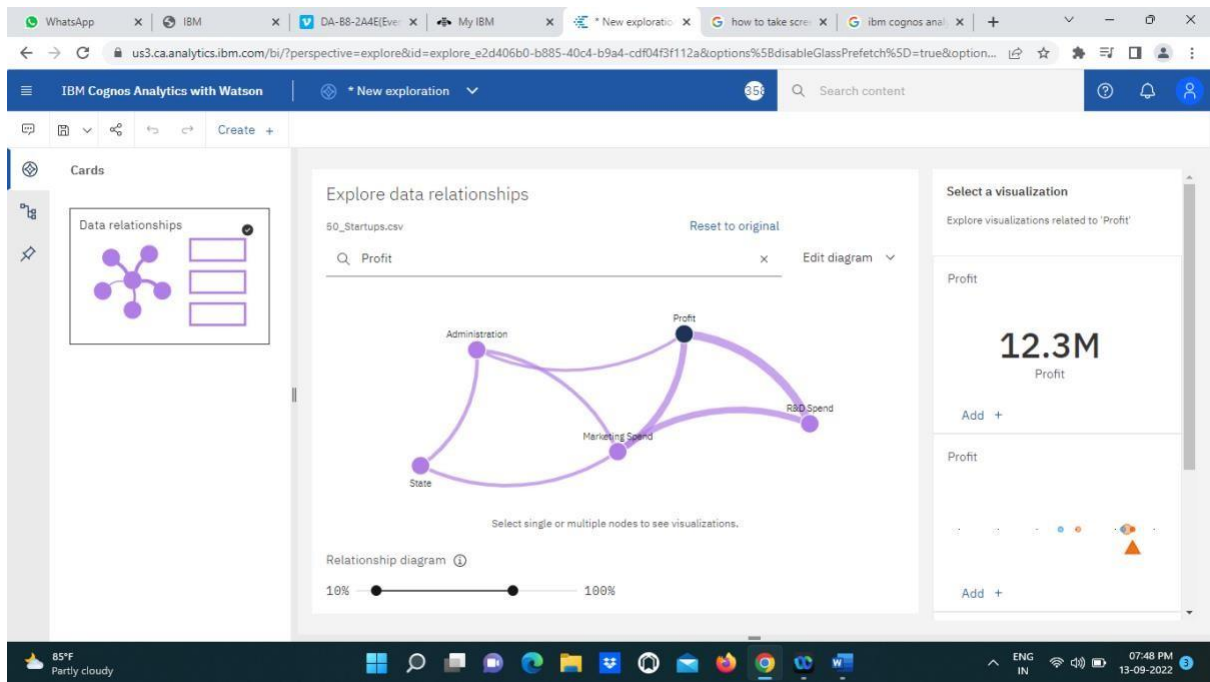 WhatsApp
IBM
DA-B8-2A4E(Eve
My IBM
* New exploratio
how to take scre
ibm cognos anal
us3.ca.analytics.ibm.com/bi/?perspective=explore&id=explore_e2d406b0-b885-40c4-b9a4-cdf04f3f112a&options%5BdisableGlassPrefetch%5D=true&option...
IBM Cognos Analytics with Watson
* New exploration
Search content
Create +
Cards
Data relationships
Explore data relationships
50_Startups.csv
Reset to original
Profit
Edit diagram
Profit
Administration
R&D Spend
Marketing Spend
State
Select single or multiple nodes to see visualizations.
Relationship diagram
10%
100%
Select a visualization
Explore visualizations related to 'Profit'
Profit
12.3M
Profit
Add +
Profit
Add +
85°F
Partly cloudy
ENG
IN
07:48 PM
13-09-2022
3